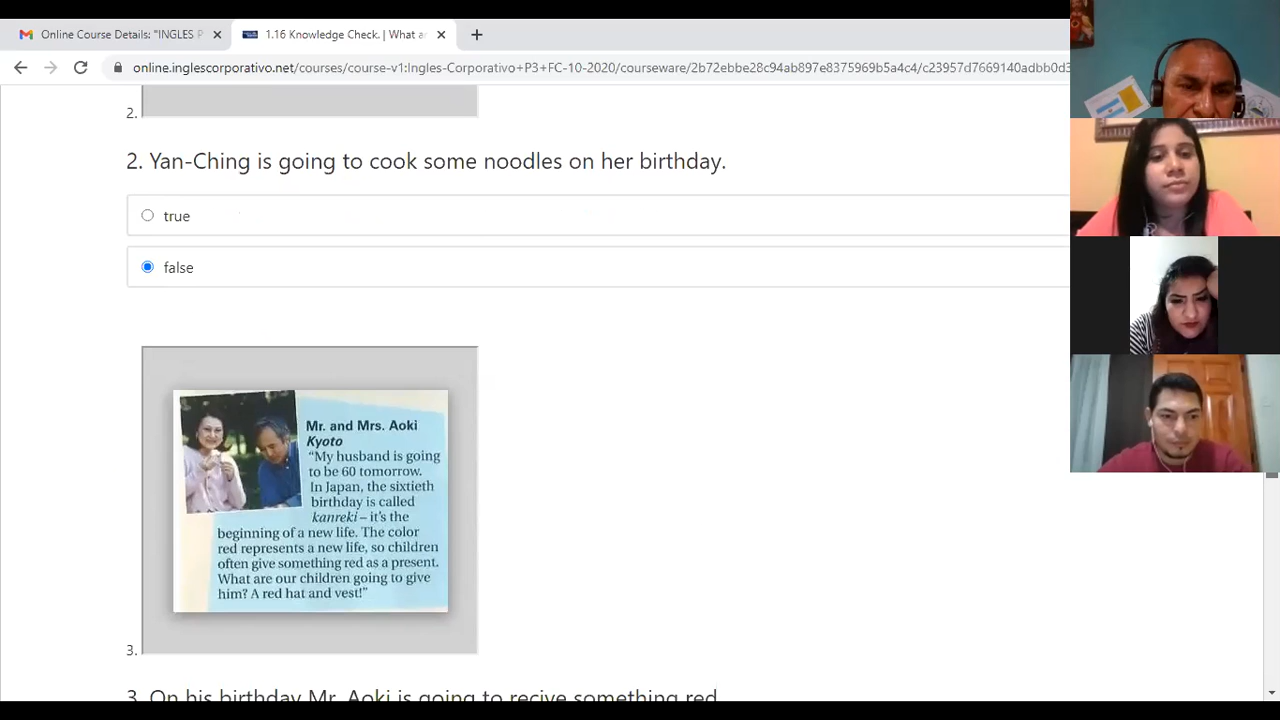 Online Course Details: "INGLES P
1.16 Knowledge Check. | What a
online.inglescorporativo.net/courses/course-v1:Ingles-Corporativo+P3+FC-10-2020/courseware/2b72ebbe28c94ab897e8375969b5a4c4/c23957d7669140adbb0d3
2.
2. Yan-Ching is going to cook some noodles on her birthday.
true
false
Mr. and Mrs. Aoki
Kyoto
"My husband is going
to be 60 tomorrow.
In Japan, the sixtieth
birthday is called
kanreki – it's the
beginning of a new life. The color
red represents a new life, so children
often give something red as a present.
What are our children going to give
him? A red hat and vest!"
3.
3. On his birthday Mr. Aoki is going to recive something red.